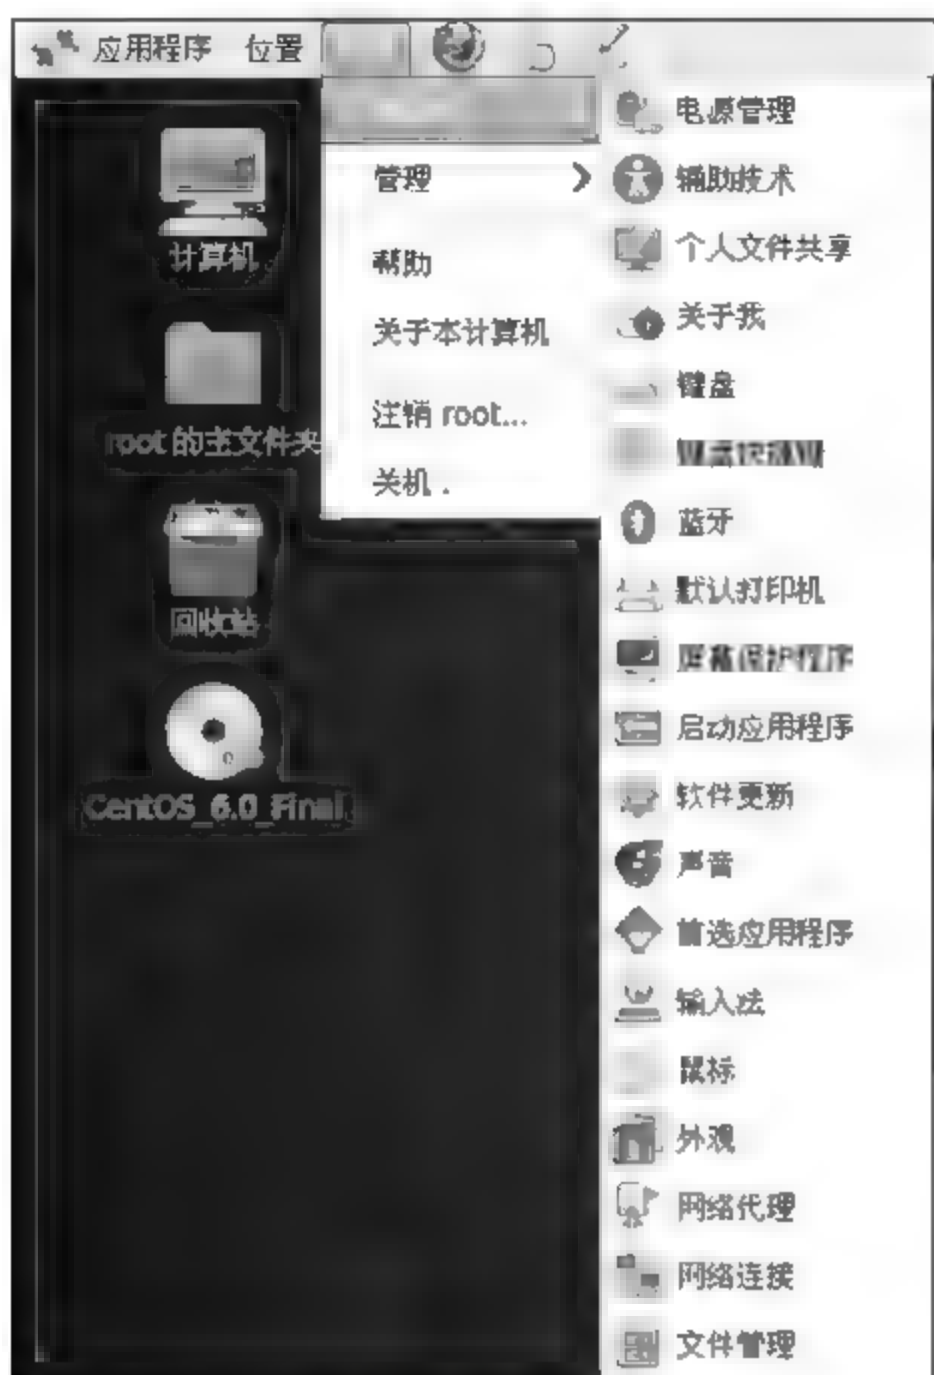 应用程序 位置
计算机
root 的主文件夹
回收站
CentOS_6.0_Final
管理
帮助
关于本计算机
注销 root...
关机 .
电源管理
辅助技术
个人文件共享
关于我
键盘
蓝牙
默认打印机
屏幕保护程序
启动应用程序
软件更新
声音
首选应用程序
输入法
鼠标
外观
网络代理
网络连接
文件管理